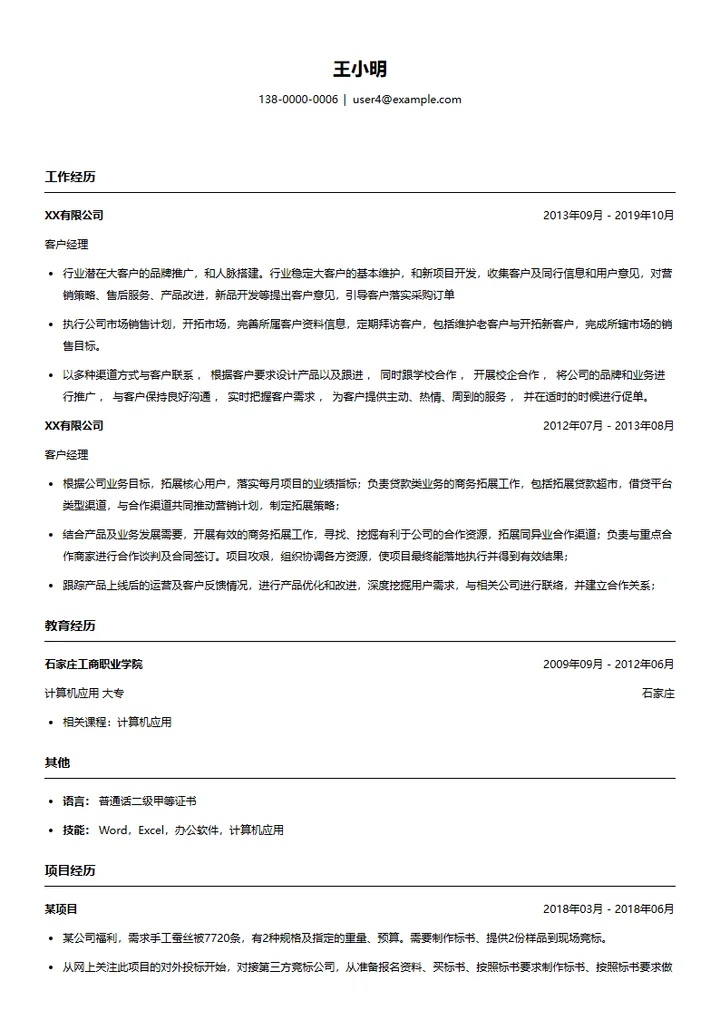 王小明
138-0000-0006 | user4@example.com
工作经历
XX有限公司 2013年09月 - 2019年10月
客户经理
• 行业潜在大客户的品牌推广，和人脉搭建。行业稳定大客户的基本维护，和新项目开发，收集客户及同行信息和用户意见，对营
销策略、售后服务、产品改进，新品开发等提出客户意见，引导客户落实采购订单
• 执行公司市场销售计划，开拓市场，完善所属客户资料信息，定期拜访客户，包括维护老客户与开拓新客户，完成所辖市场的销
售目标。
• 以多种渠道方式与客户联系 ， 根据客户要求设计产品以及跟进 ， 同时跟学校合作 ， 开展校企合作 ， 将公司的品牌和业务进
行推广 ， 与客户保持良好沟通 ， 实时把握客户需求 ， 为客户提供主动、热情、周到的服务 ， 并在适时的时候进行促单。
XX有限公司 2012年07月 - 2013年08月
客户经理
• 根据公司业务目标，拓展核心用户，落实每月项目的业绩指标；负责贷款类业务的商务拓展工作，包括拓展贷款超市，借贷平台
类型渠道，与合作渠道共同推动营销计划，制定拓展策略；
• 结合产品及业务发展需要，开展有效的商务拓展工作，寻找、挖掘有利于公司的合作资源，拓展同异业合作渠道；负责与重点合
作商家进行合作谈判及合同签订。项目攻艰，组织协调各方资源，使项目最终能落地执行并得到有效结果；
• 跟踪产品上线后的运营及客户反馈情况，进行产品优化和改进，深度挖掘用户需求，与相关公司进行联络，并建立合作关系；
教育经历
石家庄工商职业学院 2009年09月 - 2012年06月
计算机应用 大专 石家庄
• 相关课程：计算机应用
其他
• 语言： 普通话二级甲等证书
• 技能： Word，Excel，办公软件，计算机应用
项目经历
某项目 2018年03月 - 2018年06月
• 某公司福利，需求手工蚕丝被7720条，有2种规格及指定的重量、预算。需要制作标书、提供2份样品到现场竞标。
• 从网上关注此项目的对外投标开始，对接第三方竞标公司，从准备报名资料、买标书、按照标书要求制作标书、按照标书要求做